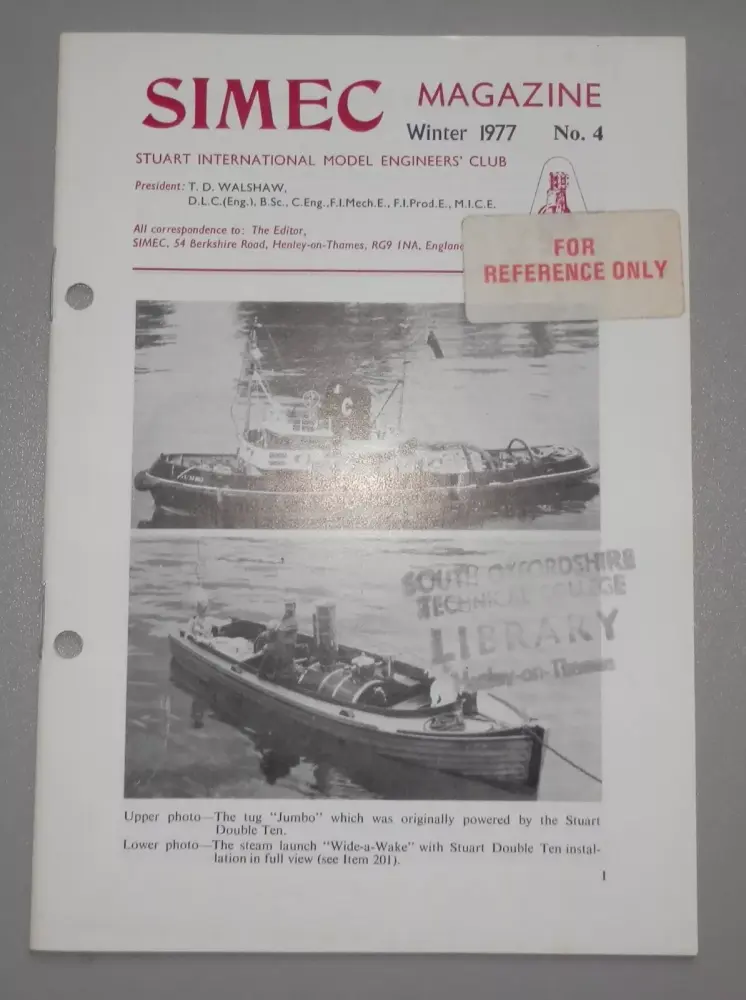 SIMEC MAGAZINE
Winter 1977 No. 4
STUART INTERNATIONAL MODEL ENGINEERS' CLUB
President: T. D. WALSHAW,
D.L.C.(Eng.), B.Sc., C.Eng.,F.I.Mech.E., F.I.Prod.E., M.I.C.E.
All correspondence to: The Editor,
SIMEC, 54 Berkshire Road, Henley-on-Thames, RG9 1NA, England
FOR
REFERENCE ONLY
C
SOUTH OXFORDSHIRE
TECHNICAL COLLEGE
LIBRARY
Henley-on-Thames
Upper photo—The tug "Jumbo" which was originally powered by the Stuart
Double Ten.
Lower photo—The steam launch "Wide-a-Wake" with Stuart Double Ten instal-
lation in full view (see Item 201).
1